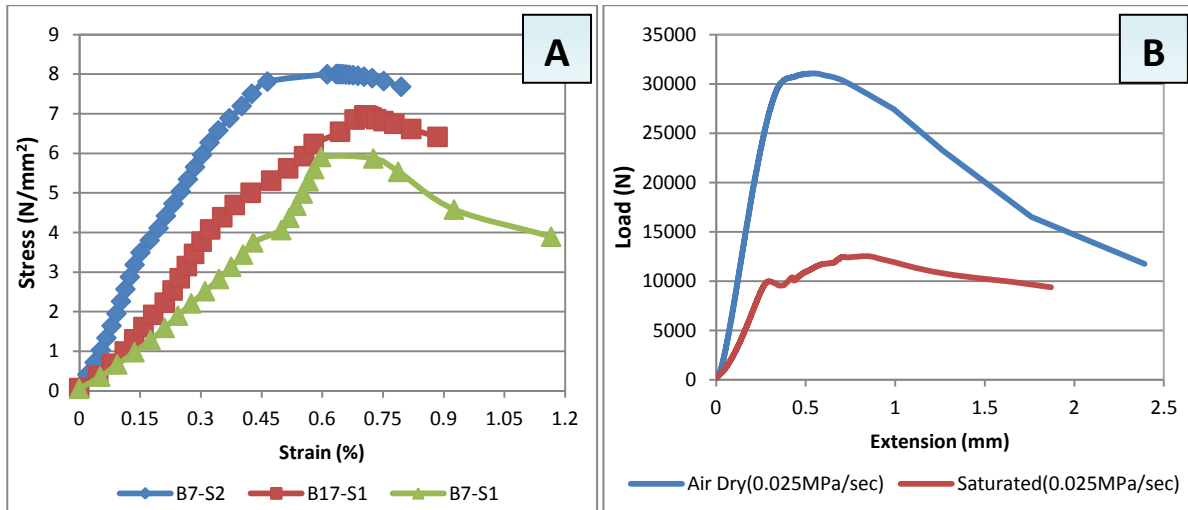 A
Stress (N/mm²)
9
8
7
6
5
4
3
2
1
0
0 0.15 0.3 0.45 0.6 0.75 0.9 1.05 1.2
Strain (%)
B7-S2 B17-S1 B7-S1
B
Load (N)
35000
30000
25000
20000
15000
10000
5000
0
0 0.5 1 1.5 2 2.5
Extension (mm)
Air Dry(0.025MPa/sec) Saturated(0.025MPa/sec)